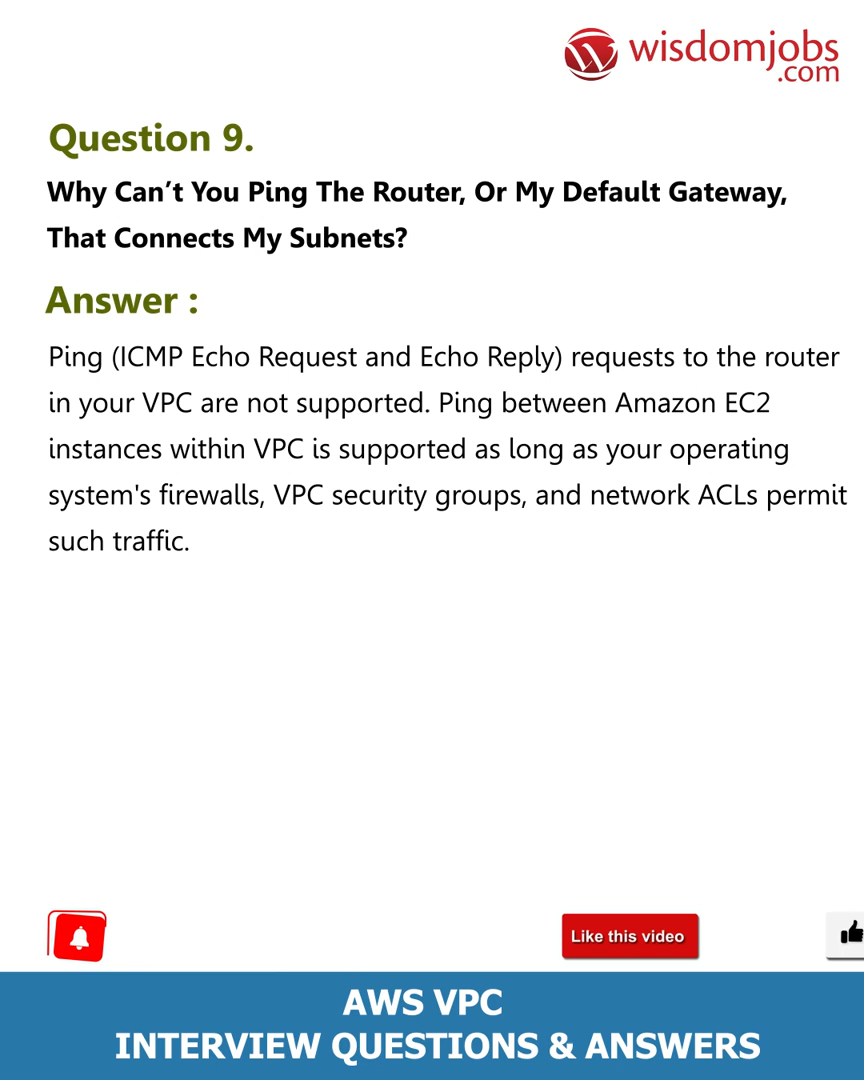 wisdomjobs
.com
Question 9.
Why Can’t You Ping The Router, Or My Default Gateway,
That Connects My Subnets?
Answer :
Ping (ICMP Echo Request and Echo Reply) requests to the router
in your VPC are not supported. Ping between Amazon EC2
instances within VPC is supported as long as your operating
system's firewalls, VPC security groups, and network ACLs permit
such traffic.
Like this video
AWS VPC
INTERVIEW QUESTIONS & ANSWERS